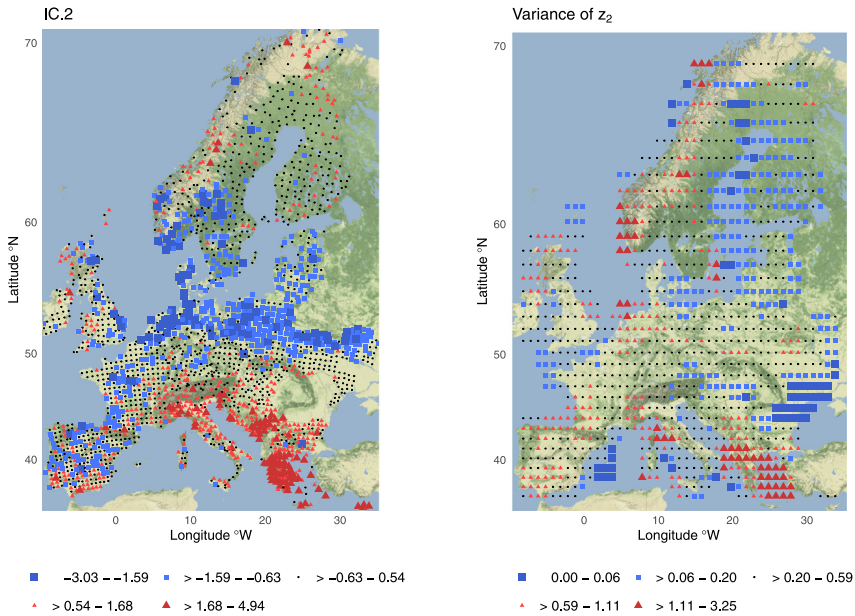 IC.2
Variance of z₂
70
60
50
40
Latitude °N
0
10
20
30
Longitude °W
70
60
50
40
Latitude °N
0
10
20
30
Longitude °W
−3.03 − −1.59
> −1.59 − −0.63
> −0.63 − 0.54
> 0.54 − 1.68
> 1.68 − 4.94
0.00 − 0.06
> 0.06 − 0.20
> 0.20 − 0.59
> 0.59 − 1.11
> 1.11 − 3.25